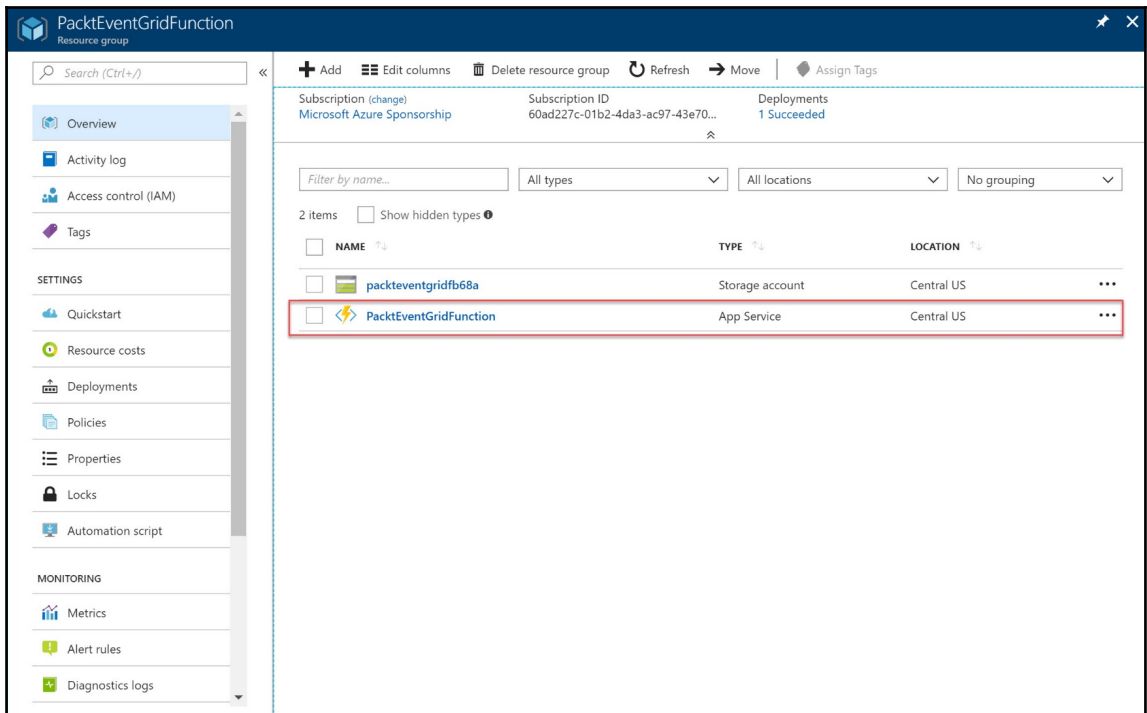 PacktEventGridFunction
Resource group
Search (Ctrl+/)
Overview
Activity log
Access control (IAM)
Tags
SETTINGS
Quickstart
Resource costs
Deployments
Policies
Properties
Locks
Automation script
MONITORING
Metrics
Alert rules
Diagnostics logs
Add Edit columns Delete resource group Refresh Move Assign Tags
Subscription (change) Subscription ID Deployments
Microsoft Azure Sponsorship 60ad227c-01b2-4da3-ac97-43e70... 1 Succeeded
Filter by name... All types All locations No grouping
2 items Show hidden types
NAME TYPE LOCATION
packteventgridfb68a Storage account Central US
PacktEventGridFunction App Service Central US